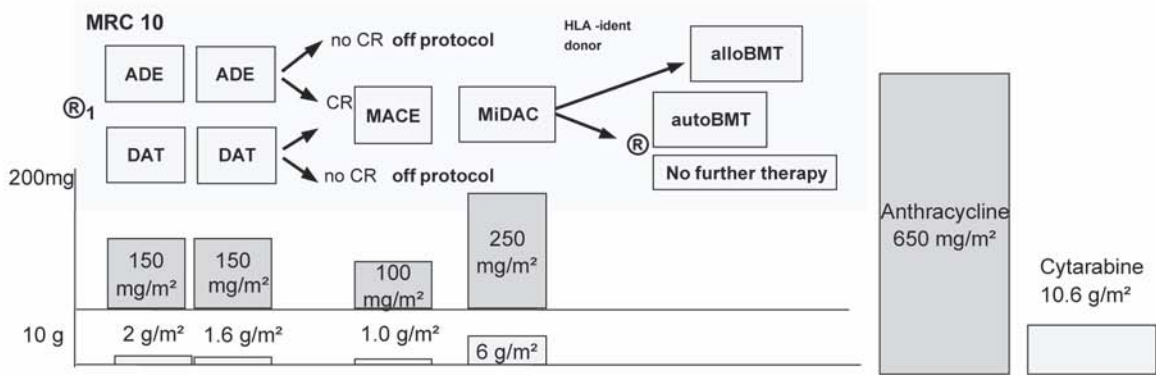 MRC 10
HLA -ident
donor
no CR off protocol
ADE
ADE
alloBMT
®1
CR
MACE
MiDAC
autoBMT
®
DAT
DAT
No further therapy
no CR off protocol
200mg
150
mg/m²
150
mg/m²
100
mg/m²
250
mg/m²
Anthracycline
650 mg/m²
Cytarabine
10.6 g/m²
10 g
2 g/m²
1.6 g/m²
1.0 g/m²
6 g/m²